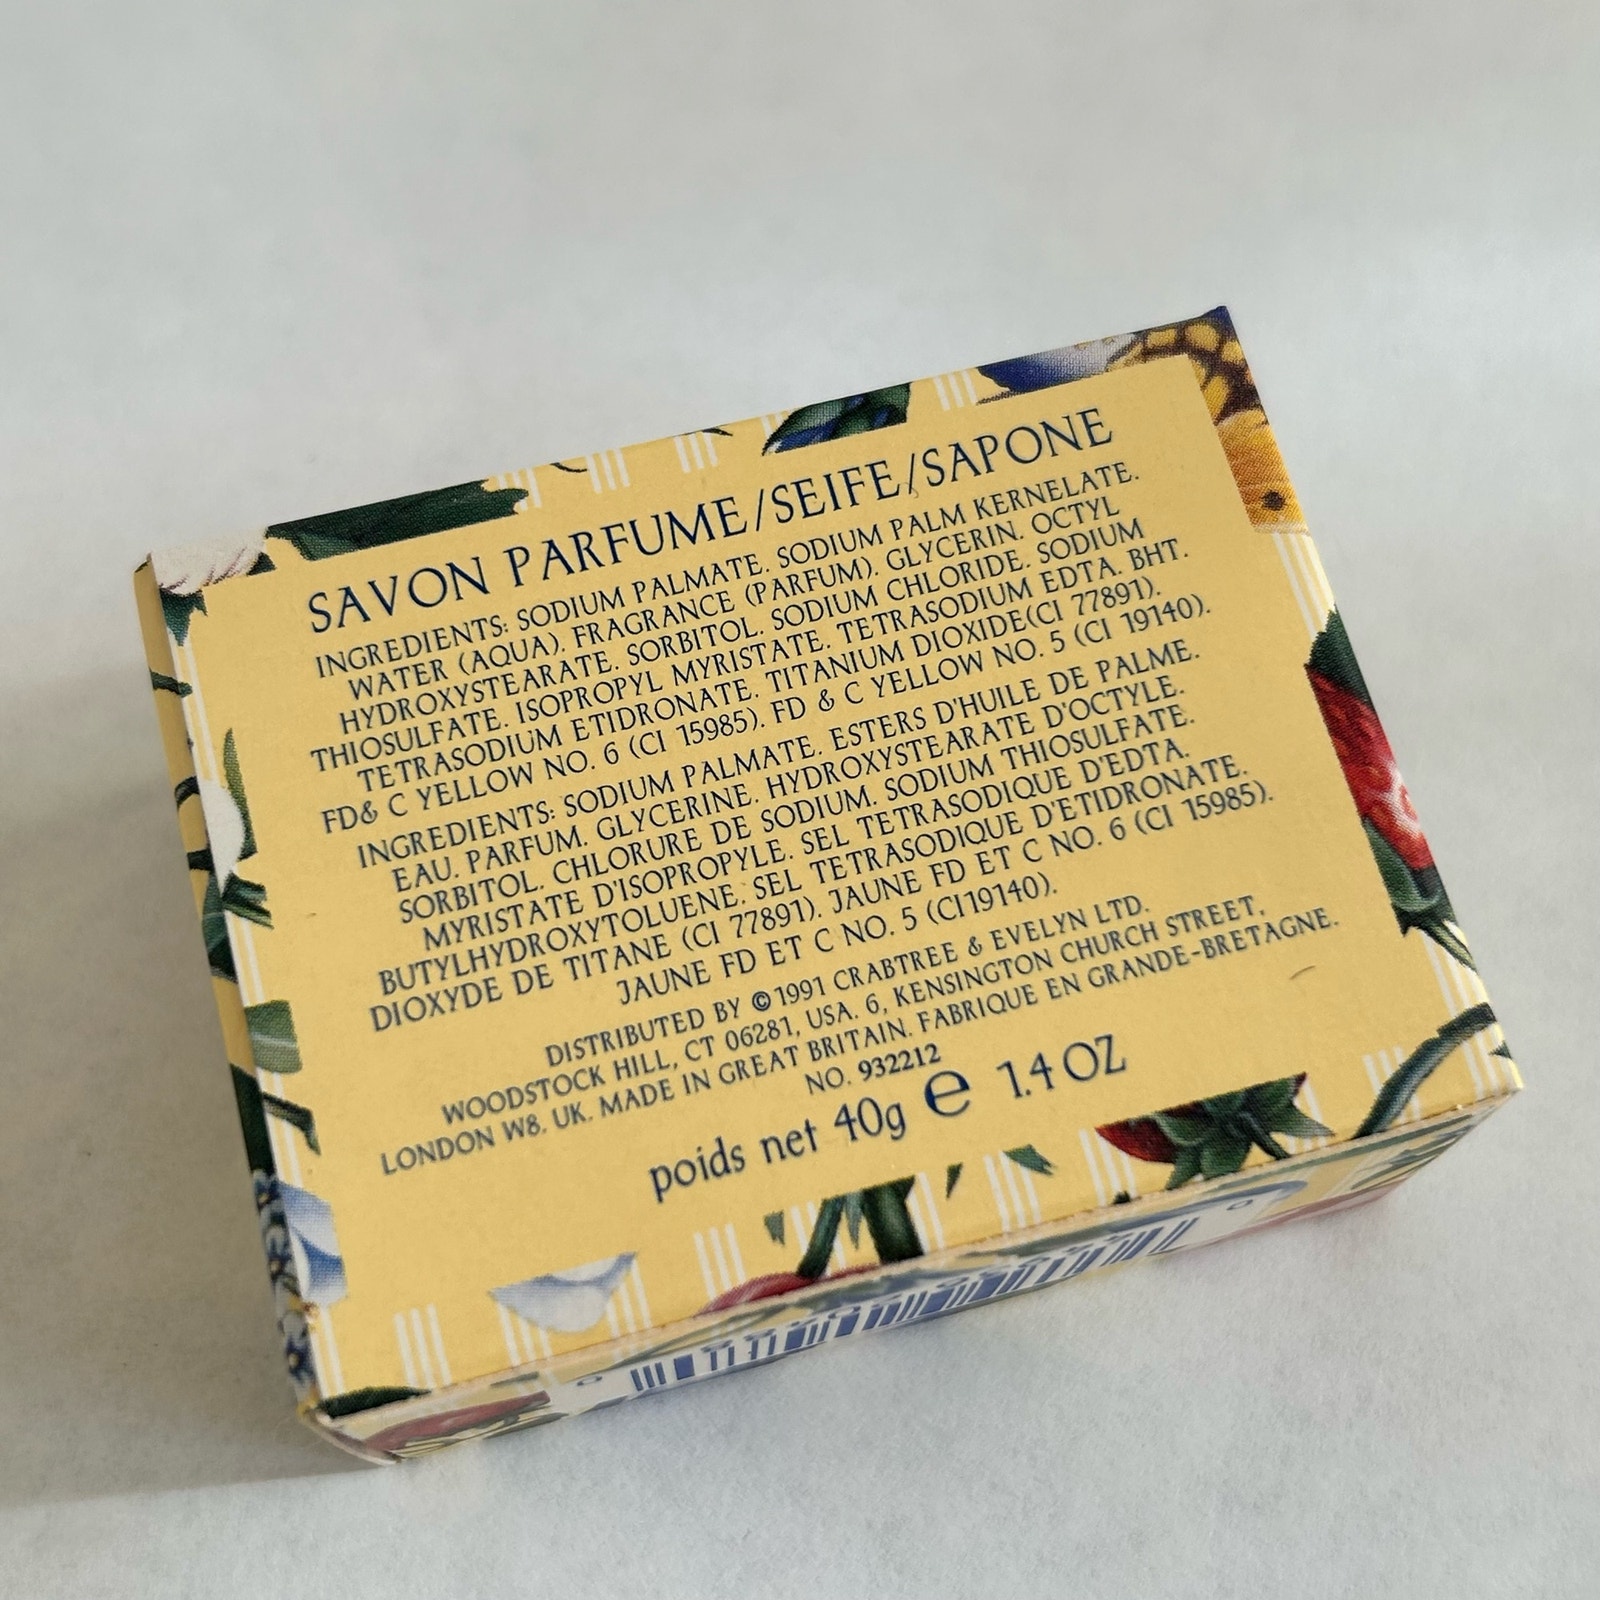 SAVON PARFUME/SEIFE/SAPONE
INGREDIENTS: SODIUM PALMATE. SODIUM PALM KERNELATE.
WATER (AQUA). FRAGRANCE (PARFUM). GLYCERIN. OCTYL
HYDROXYSTEARATE. SORBITOL. SODIUM CHLORIDE. SODIUM
THIOSULFATE. ISOPROPYL MYRISTATE. TETRASODIUM EDTA. BHT.
TETRASODIUM ETIDRONATE. TITANIUM DIOXIDE(CI 77891).
FD& C YELLOW NO. 6 (CI 15985). FD & C YELLOW NO. 5 (CI 19140).
INGREDIENTS: SODIUM PALMATE. ESTERS D'HUILE DE PALME.
EAU. PARFUM. GLYCERINE. HYDROXYSTEARATE D'OCTYLE.
SORBITOL. CHLORURE DE SODIUM. SODIUM THIOSULFATE.
MYRISTATE D'ISOPROPYLE. SEL TETRASODIQUE D'EDTA.
BUTYLHYDROXYTOLUENE. SEL TETRASODIQUE D'ETIDRONATE.
DIOXYDE DE TITANE (CI 77891). JAUNE FD ET C NO. 6 (CI 15985).
JAUNE FD ET C NO. 5 (CI19140).
DISTRIBUTED BY ©1991 CRABTREE & EVELYN LTD.
WOODSTOCK HILL, CT 06281, USA. 6, KENSINGTON CHURCH STREET,
LONDON W8. UK. MADE IN GREAT BRITAIN. FABRIQUE EN GRANDE-BRETAGNE.
NO. 932212
poids net 40g e 1.4 OZ